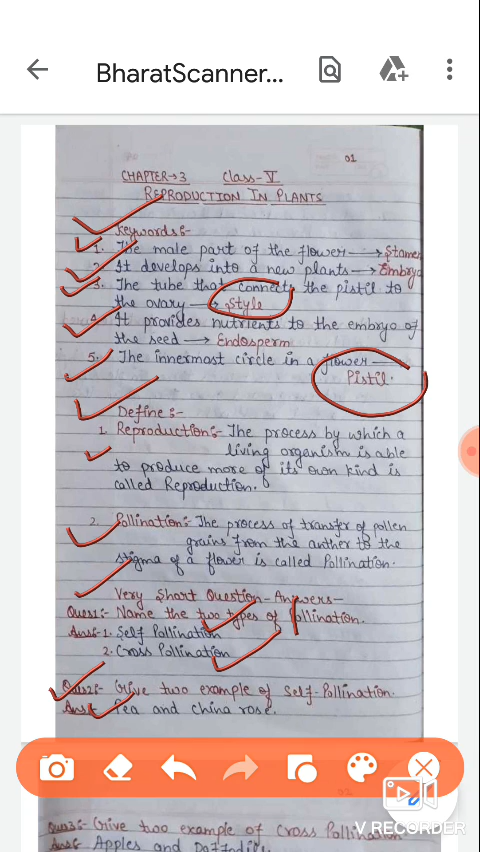 BharatScanner...
01
CHAPTER→3 Class-V
REPRODUCTION IN PLANTS
Keywords:-
1. The male part of the flower → Stamen
2. It develops into a new plants → Embryo
3. The tube that connects the pistil to
the ovary → Style
4. It provides nutrients to the embryo of
the seed → Endosperm
5. The innermost circle in a flower →
Pistil.
Define :-
1. Reproduction:- The process by which a
living organism is able
to produce more of its own kind is
called Reproduction.
2. Pollination:- The process of transfer of pollen
grains from the anther to the
stigma of a flower is called Pollination.
Very Short Question-Answers-
Ques1:- Name the two types of Pollination.
Ans:- 1. Self Pollination
2. Cross Pollination
Ques2:- Give two example of Self-Pollination.
Ans:- Pea and China rose.
02
V RECORDER
Ques3:- Give two example of Cross Pollination
Ans:- Apples and Daffodils.